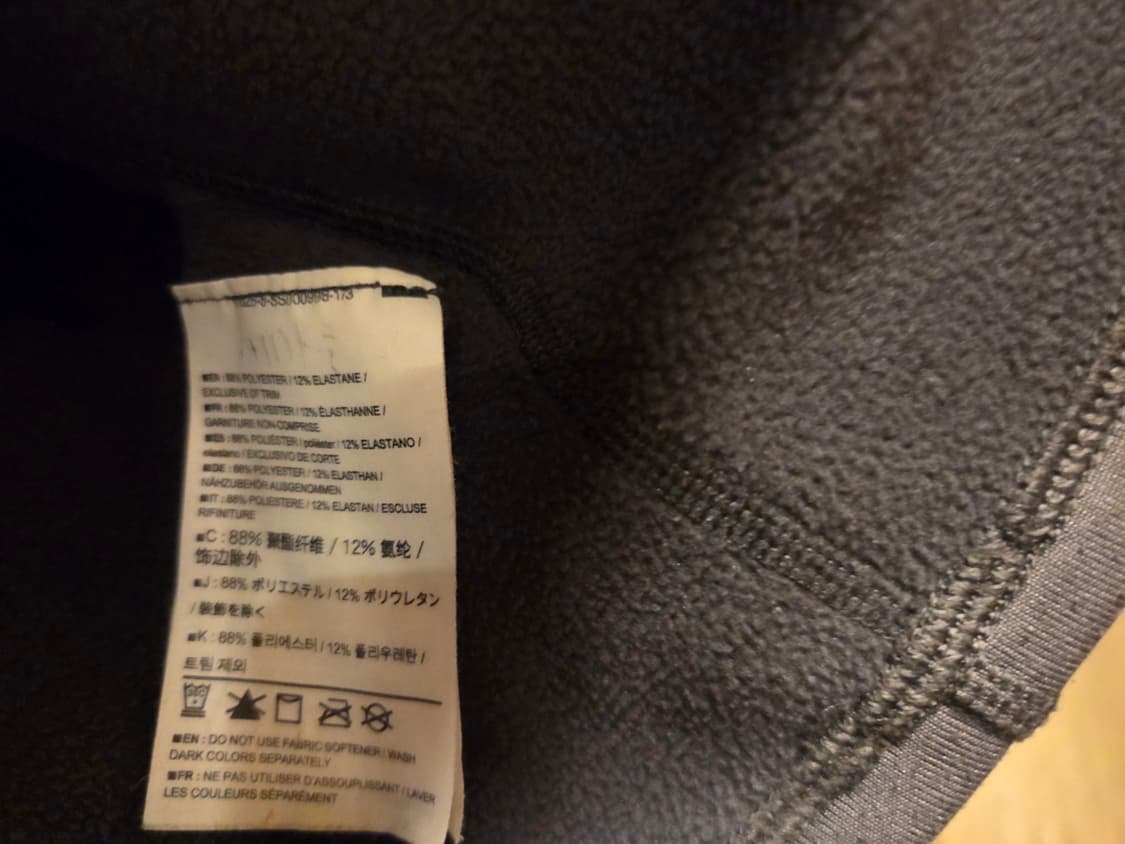 ■EN : 88% POLYESTER / 12% ELASTANE /
EXCLUSIVE OF TRIM
■FR : 88% POLYESTER / 12% ÉLASTHANNE /
GARNITURE NON COMPRISE
■ES : 88% POLIÉSTER / poliéster / 12% ELASTANO /
elastano / EXCLUSIVO DE CORTE
■DE : 88% POLYESTER / 12% ELASTHAN /
NÄHZUBEHÖR AUSGENOMMEN
■IT : 88% POLIESTERE / 12% ELASTAN / ESCLUSE
RIFINITURE
■C : 88% 聚酯纤维 / 12% 氨纶 /
饰边除外
■J : 88% ポリエステル / 12% ポリウレタン
/ 装飾を除く
■K : 88% 폴리에스터 / 12% 폴리우레탄 /
트림 제외
■EN : DO NOT USE FABRIC SOFTENER / WASH
DARK COLORS SEPARATELY
■FR : NE PAS UTILISER D'ASSOUPLISSANT / LAVER
LES COULEURS SÉPARÉMENT